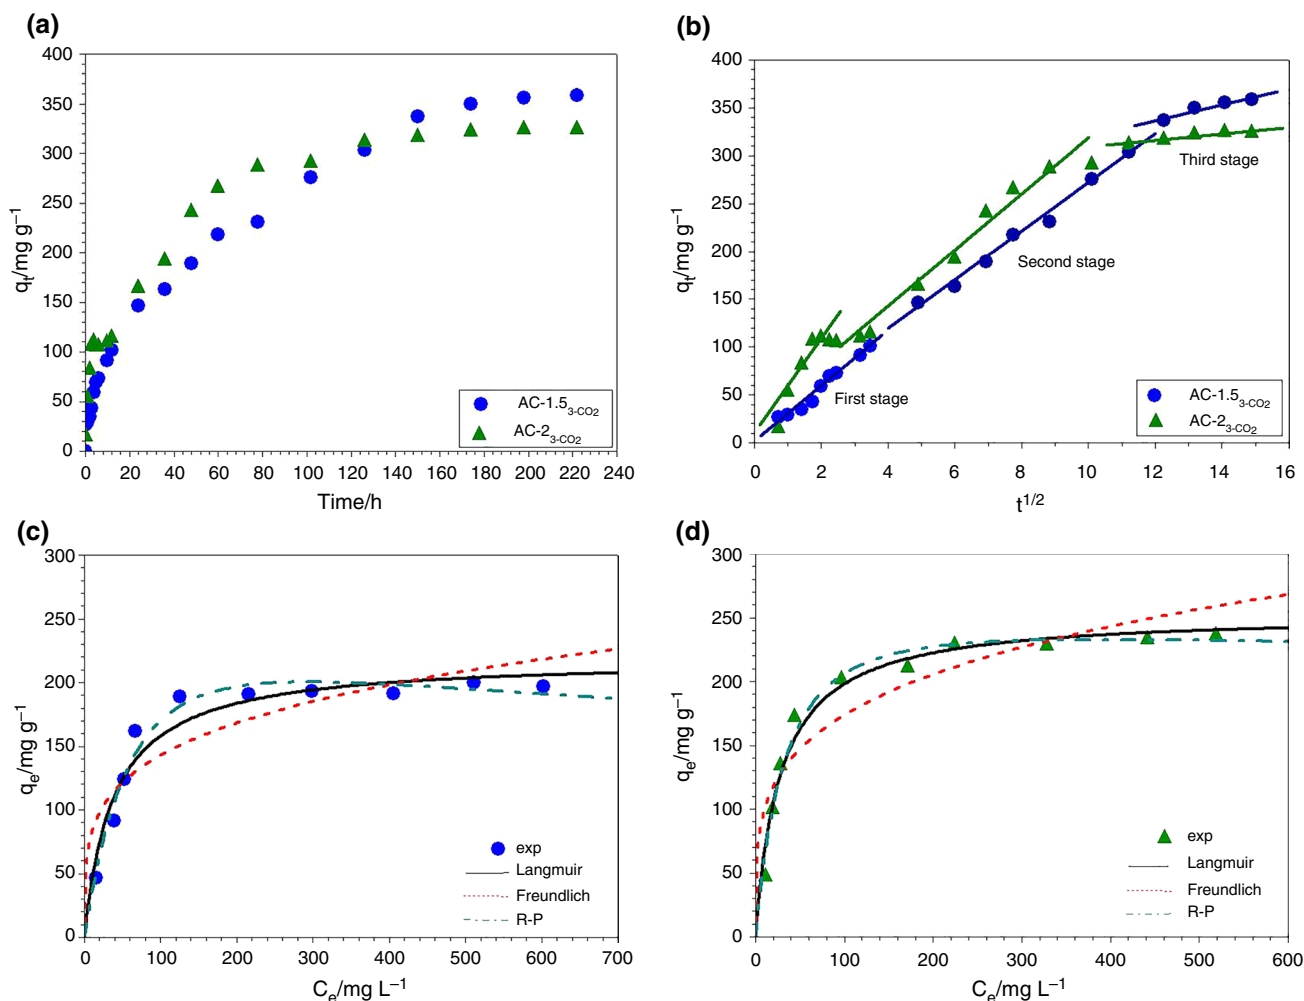 (a)
400
350
300
250
200
150
100
50
0
qt/mg g–1
0 20 40 60 80 100 120 140 160 180 200 220 240
Time/h
AC-1.53-CO2
AC-23-CO2
(b)
400
350
300
250
200
150
100
50
0
qt/mg g–1
0 2 4 6 8 10 12 14 16
t1/2
First stage
Second stage
Third stage
AC-1.53-CO2
AC-23-CO2
(c)
300
250
200
150
100
50
0
qe/mg g–1
0 100 200 300 400 500 600 700
Ce/mg L–1
exp
Langmuir
Freundlich
R-P
(d)
300
250
200
150
100
50
0
qe/mg g–1
0 100 200 300 400 500 600
Ce/mg L–1
exp
Langmuir
Freundlich
R-P